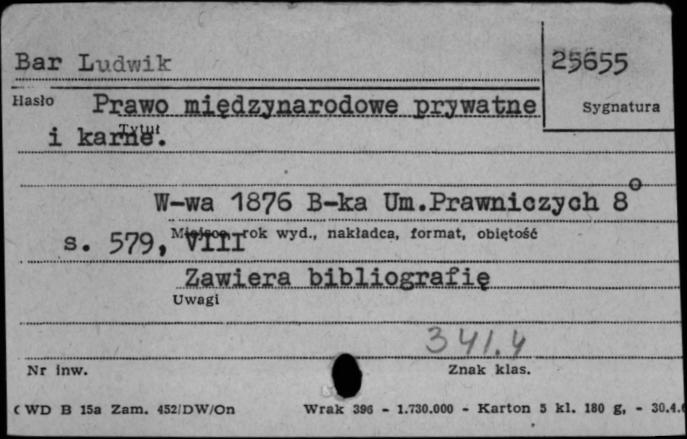 Bar Ludwik
25655
Hasło Prawo międzynarodowe prywatne
Sygnatura
i karne.
Tytuł
W-wa 1876 B-ka Um.Prawniczych 8°
s. 579, VIII
Miejsce, rok wyd., nakładca, format, objętość
Zawiera bibliografię
Uwagi
341.4
Nr inw.
Znak klas.
CWD B 15a Zam. 452/DW/On Wrak 396 - 1.730.000 - Karton 5 kl. 180 g, - 30.4.